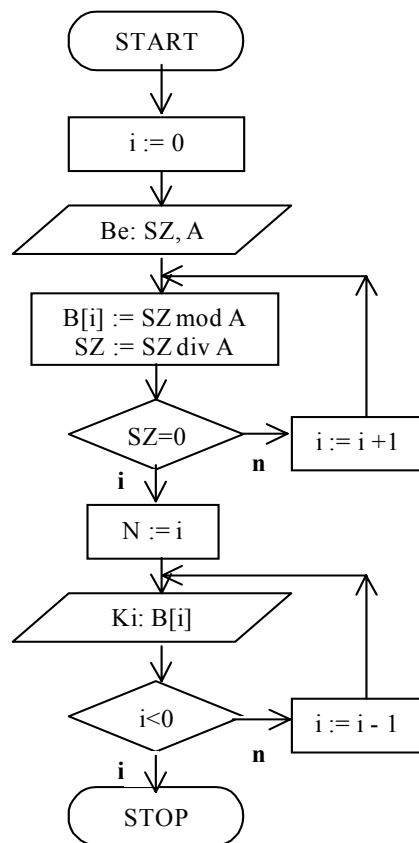 START
i := 0
Be: SZ, A
B[i] := SZ mod A
SZ := SZ div A
SZ=0
n
i := i +1
i
N := i
Ki: B[i]
i<0
n
i := i - 1
i
STOP